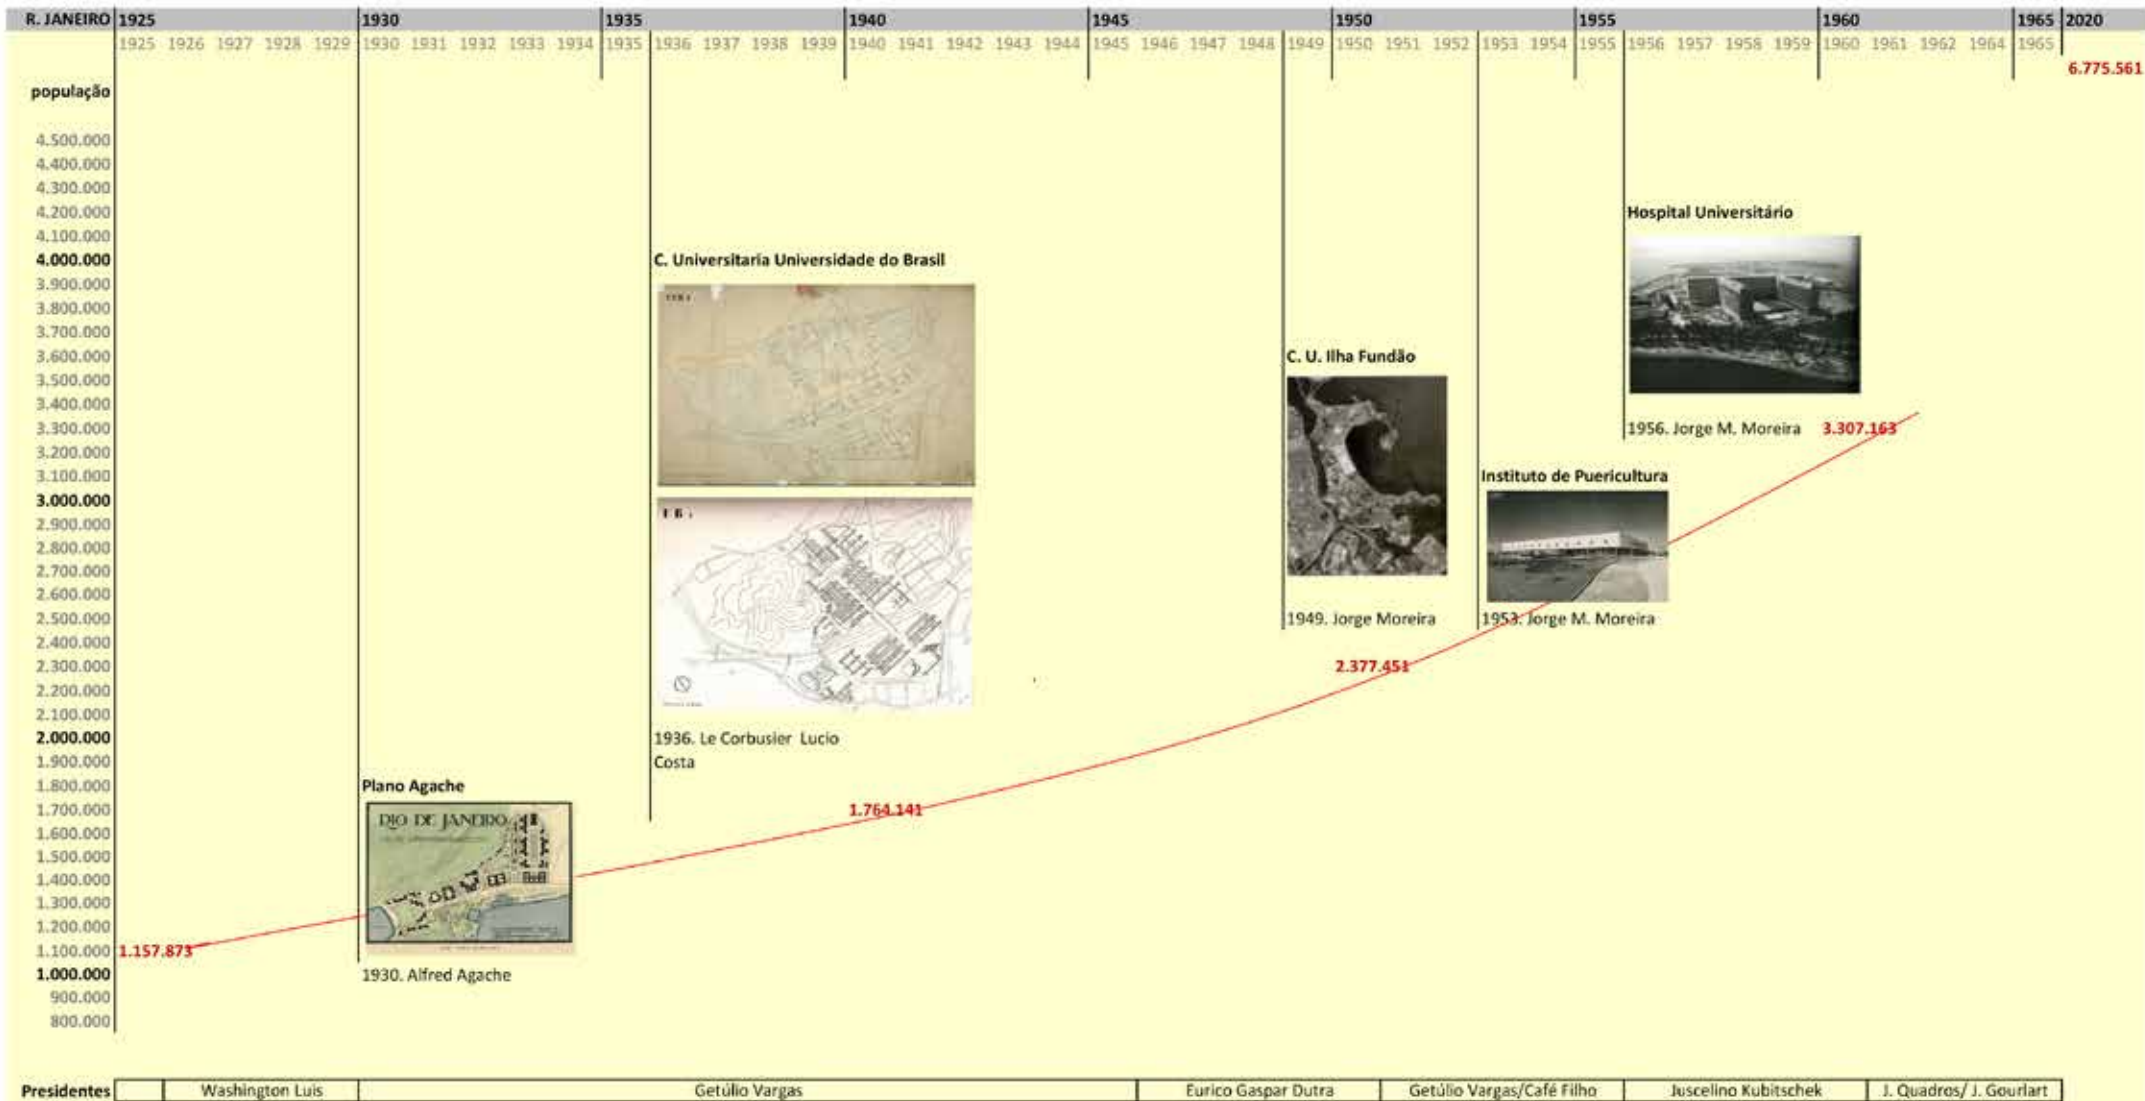 R. JANEIRO 1925 1930 1935 1940 1945 1950 1955 1960 1965 2020
1925 1926 1927 1928 1929 1930 1931 1932 1933 1934 1935 1936 1937 1938 1939 1940 1941 1942 1943 1944 1945 1946 1947 1948 1949 1950 1951 1952 1953 1954 1955 1956 1957 1958 1959 1960 1961 1962 1964 1965
6.775.561
população
4.500.000
4.400.000
4.300.000
4.200.000
4.100.000
4.000.000
3.900.000
3.800.000
3.700.000
3.600.000
3.500.000
3.400.000
3.300.000
3.200.000
3.100.000
3.000.000
2.900.000
2.800.000
2.700.000
2.600.000
2.500.000
2.400.000
2.300.000
2.200.000
2.100.000
2.000.000
1.900.000
1.800.000
1.700.000
1.600.000
1.500.000
1.400.000
1.300.000
1.200.000
1.100.000
1.000.000
900.000
800.000
1.157.873
Plano Agache
RIO DE JANEIRO
1930. Alfred Agache
C. Universitaria Universidade do Brasil
1936. Le Corbusier Lucio
Costa
1.764.141
C. U. Ilha Fundão
1949. Jorge Moreira
2.377.451
Instituto de Puericultura
1953. Jorge M. Moreira
Hospital Universitário
1956. Jorge M. Moreira
3.307.163
Presidentes Washington Luis Getúlio Vargas Eurico Gaspar Dutra Getúlio Vargas/Café Filho Juscelino Kubitschek J. Quadros/ J. Gourlart